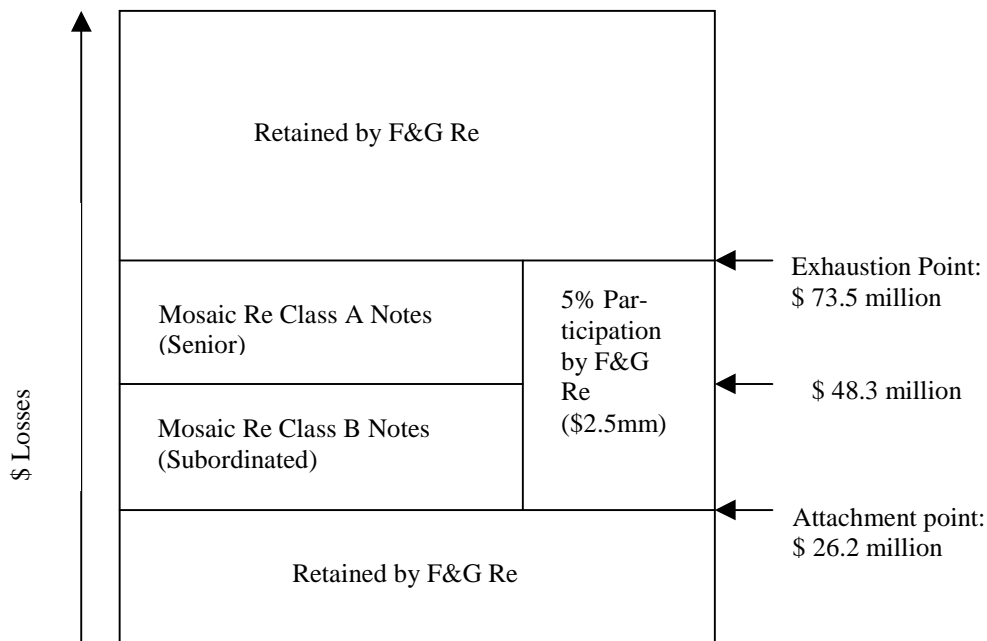 Retained by F&G Re
Mosaic Re Class A Notes
(Senior)
5% Par-
ticipation
by F&G
Re
($2.5mm)
Exhaustion Point:
$ 73.5 million
$ 48.3 million
Mosaic Re Class B Notes
(Subordinated)
Attachment point:
$ 26.2 million
Retained by F&G Re
$ Losses